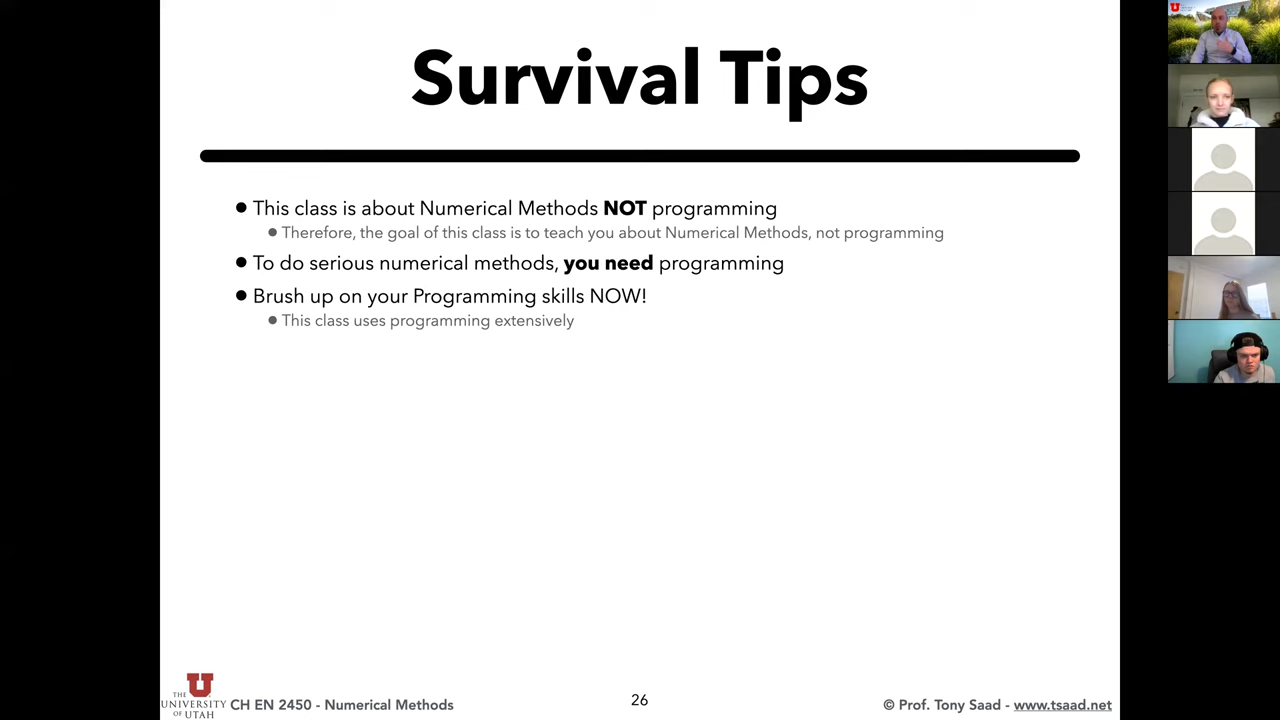 Survival Tips
This class is about Numerical Methods NOT programming
Therefore, the goal of this class is to teach you about Numerical Methods, not programming
To do serious numerical methods, you need programming
Brush up on your Programming skills NOW!
This class uses programming extensively
THE
UNIVERSITY
OF UTAH
CH EN 2450 - Numerical Methods
26
© Prof. Tony Saad - www.tsaad.net